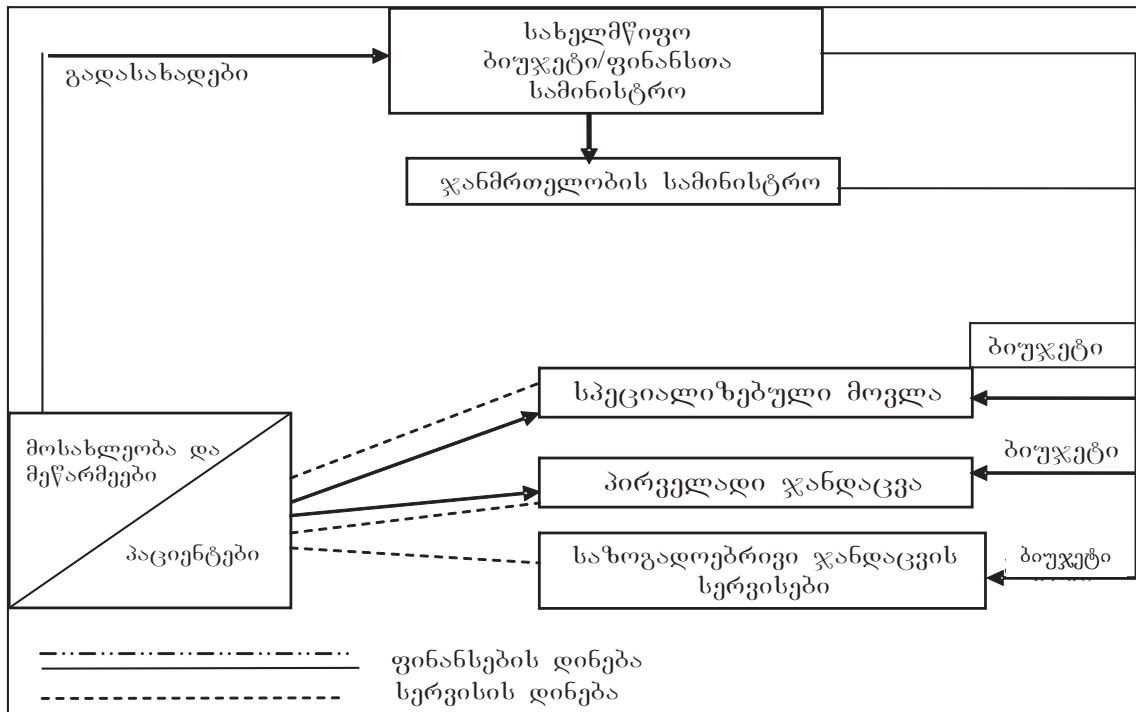 სახელმწიფო
ბიუჯეტი/ფინანსთა
სამინისტრო
გადასახადები
ჯანმრთელობის სამინისტრო
ბიუჯეტი
სპეციალიზებული მოვლა
მოსახლეობა და
მეწარმეები
ბიუჯეტი
პირველადი ჯანდაცვა
პაციენტები
საზოგადოებრივი ჯანდაცვის
სერვისები
ბიუჯეტი
ფინანსების დინება
სერვისის დინება